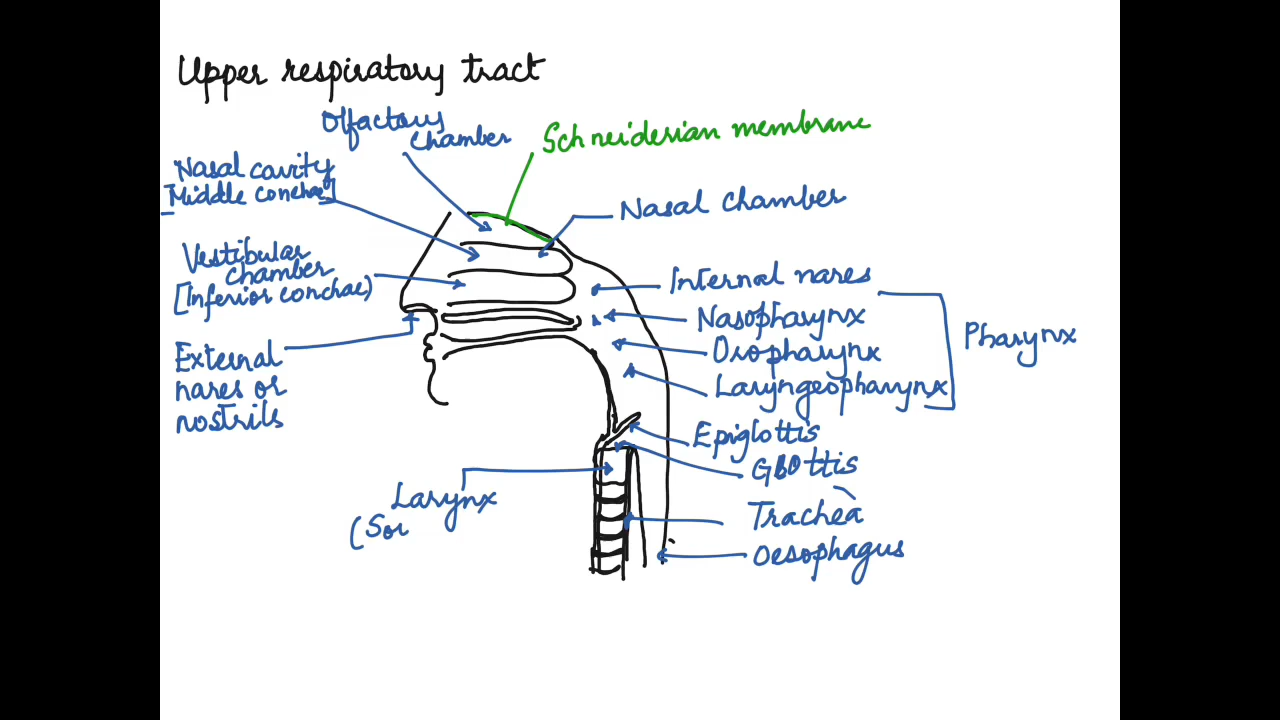 Upper respiratory tract
Olfactory
chamber
Schneiderian membrane
Nasal cavity
[Middle conchae]
Nasal chamber
Vestibular
chamber
[Inferior conchae)
Internal nares
Nasopharynx
Oropharynx
Laryngeopharynx
Pharynx
External
nares or
nostrils
Epiglottis
Glottis
Larynx
(Sor
Trachea
Oesophagus